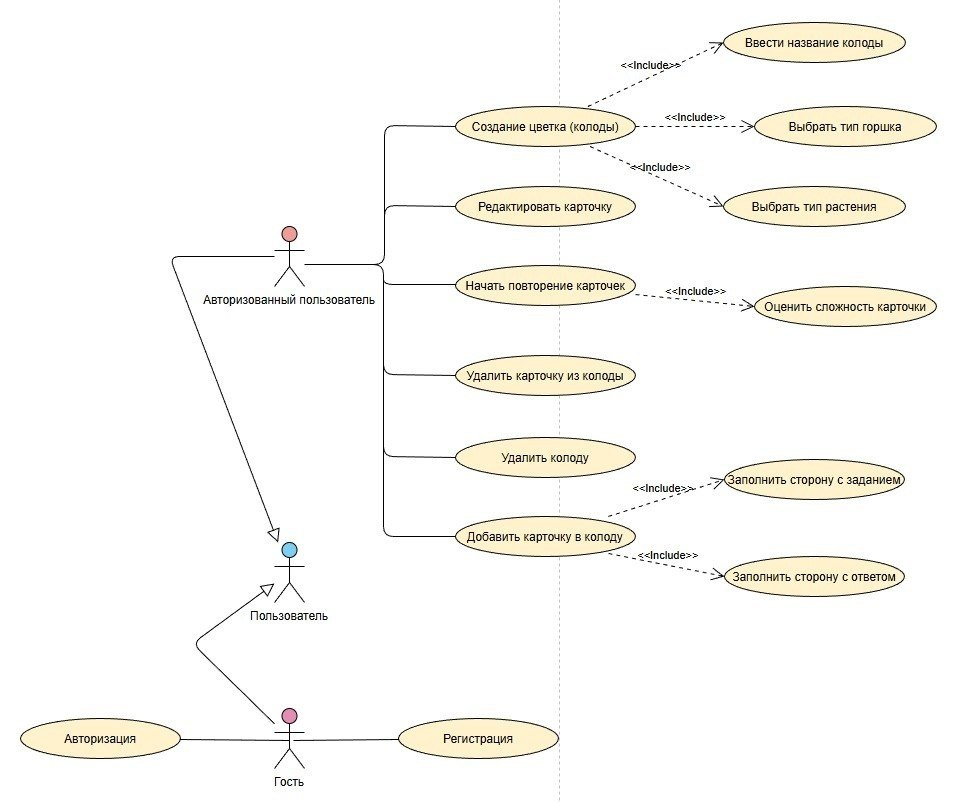 Ввести название колоды
<<Include>>
Создание цветка (колоды)
<<Include>>
Выбрать тип горшка
<<Include>>
Редактировать карточку
Выбрать тип растения
Авторизованный пользователь
Начать повторение карточек
<<Include>>
Оценить сложность карточки
Удалить карточку из колоды
Удалить колоду
<<Include>>
Заполнить сторону с заданием
Добавить карточку в колоду
<<Include>>
Заполнить сторону с ответом
Пользователь
Авторизация
Регистрация
Гость